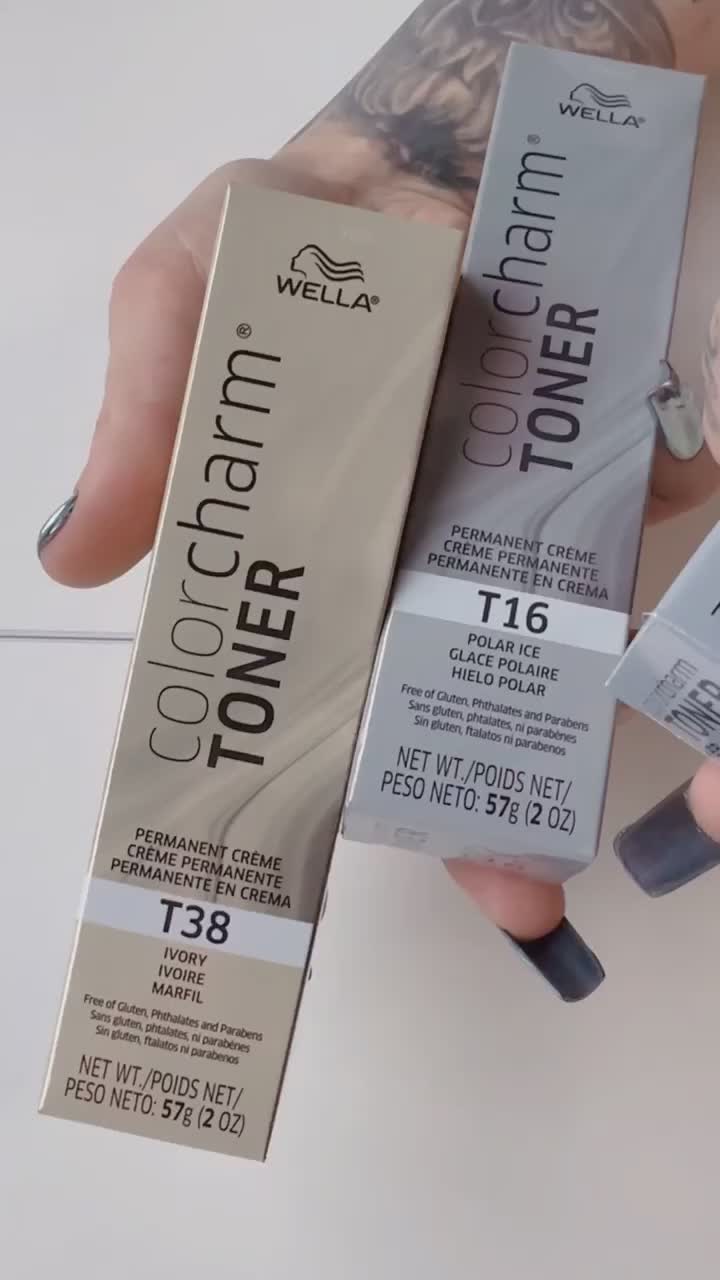 WELLA®
colorcharm®
TONER
PERMANENT CRÈME
CRÈME PERMANENTE
PERMANENTE EN CREMA
T38
IVORY
IVOIRE
MARFIL
Free of Gluten, Phthalates and Parabens
Sans gluten, phtalates, ni parabènes
Sin gluten, ftalatos ni parabenos
NET WT./POIDS NET/
PESO NETO: 57g (2 OZ)
WELLA®
colorcharm®
TONER
PERMANENT CRÈME
CRÈME PERMANENTE
PERMANENTE EN CREMA
T16
POLAR ICE
GLACE POLAIRE
HIELO POLAR
Free of Gluten, Phthalates and Parabens
Sans gluten, phtalates, ni parabènes
Sin gluten, ftalatos ni parabenos
NET WT./POIDS NET/
PESO NETO: 57g (2 OZ)
TONER